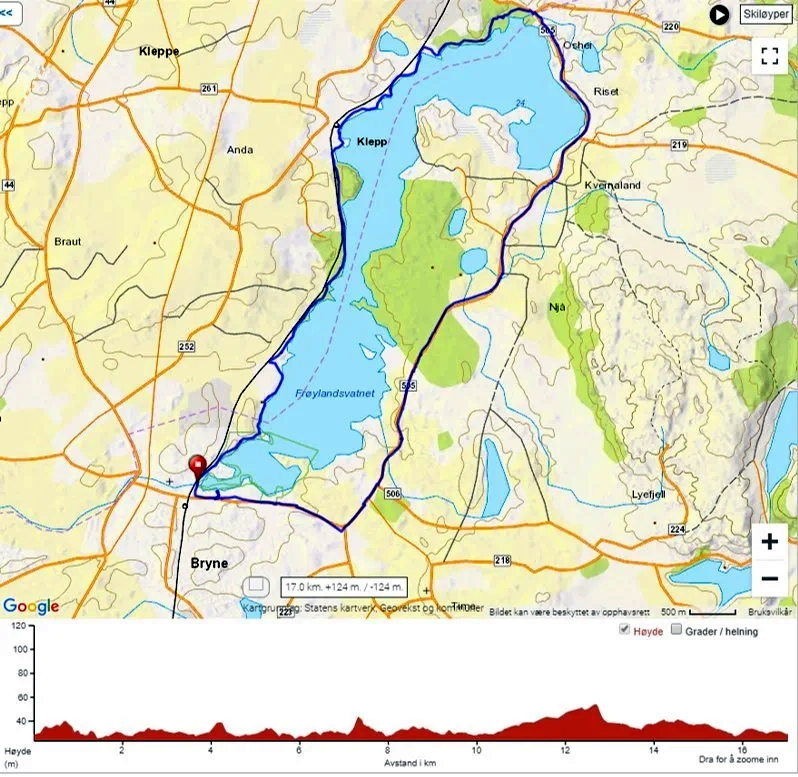 <<
44
Skiløyper
220
505
Kleppe
Riset
261
24
Klepp
Anda
219
44
Kvernaland
Braut
Njå
252
505
Frøylandsvatnet
506
Lyefjell
224
218
Bryne
17.0 km. +124 m. / -124 m.
+
−
Google
Time
Kartgrunnlag: Statens kartverk, Geovekst og kommuner
Bildet kan være beskyttet av opphavsrett
500 m
Bruksvilkår
120
Høyde
Grader / helning
100
80
60
40
Høyde
(m)
2
4
6
8
10
12
14
16
Avstand i km
Dra for å zoome inn